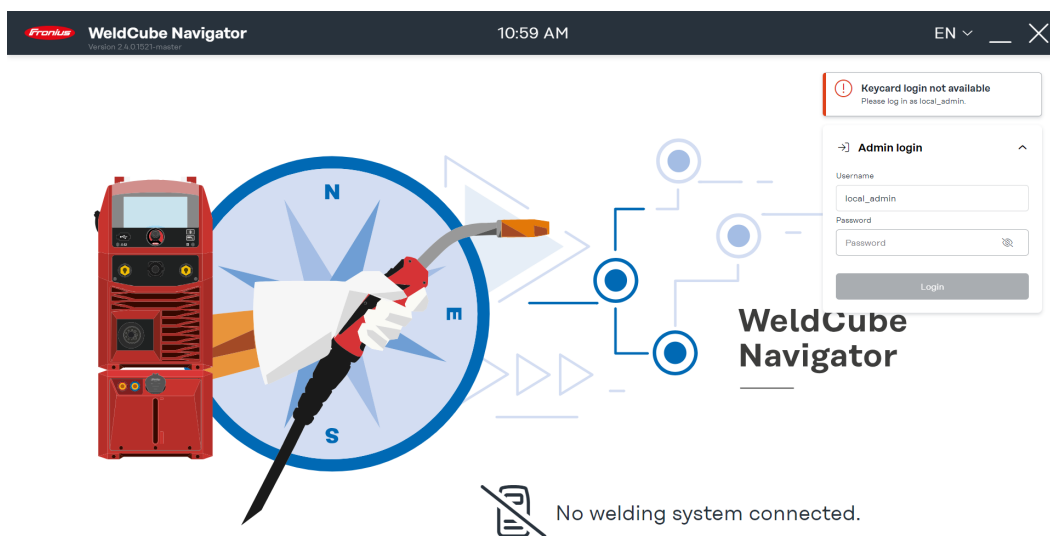 Fronius
WeldCube Navigator
Version 2.4.0.1521-master
10:59 AM
EN
Keycard login not available
Please log in as local_admin.
Admin login
Username
local_admin
Password
Password
Login
N
E
S
WeldCube
Navigator
No welding system connected.